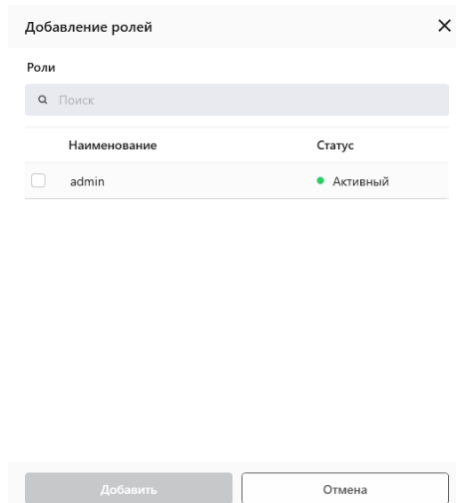 Добавление ролей
Роли
Поиск
Наименование Статус
admin Активный
Добавить Отмена